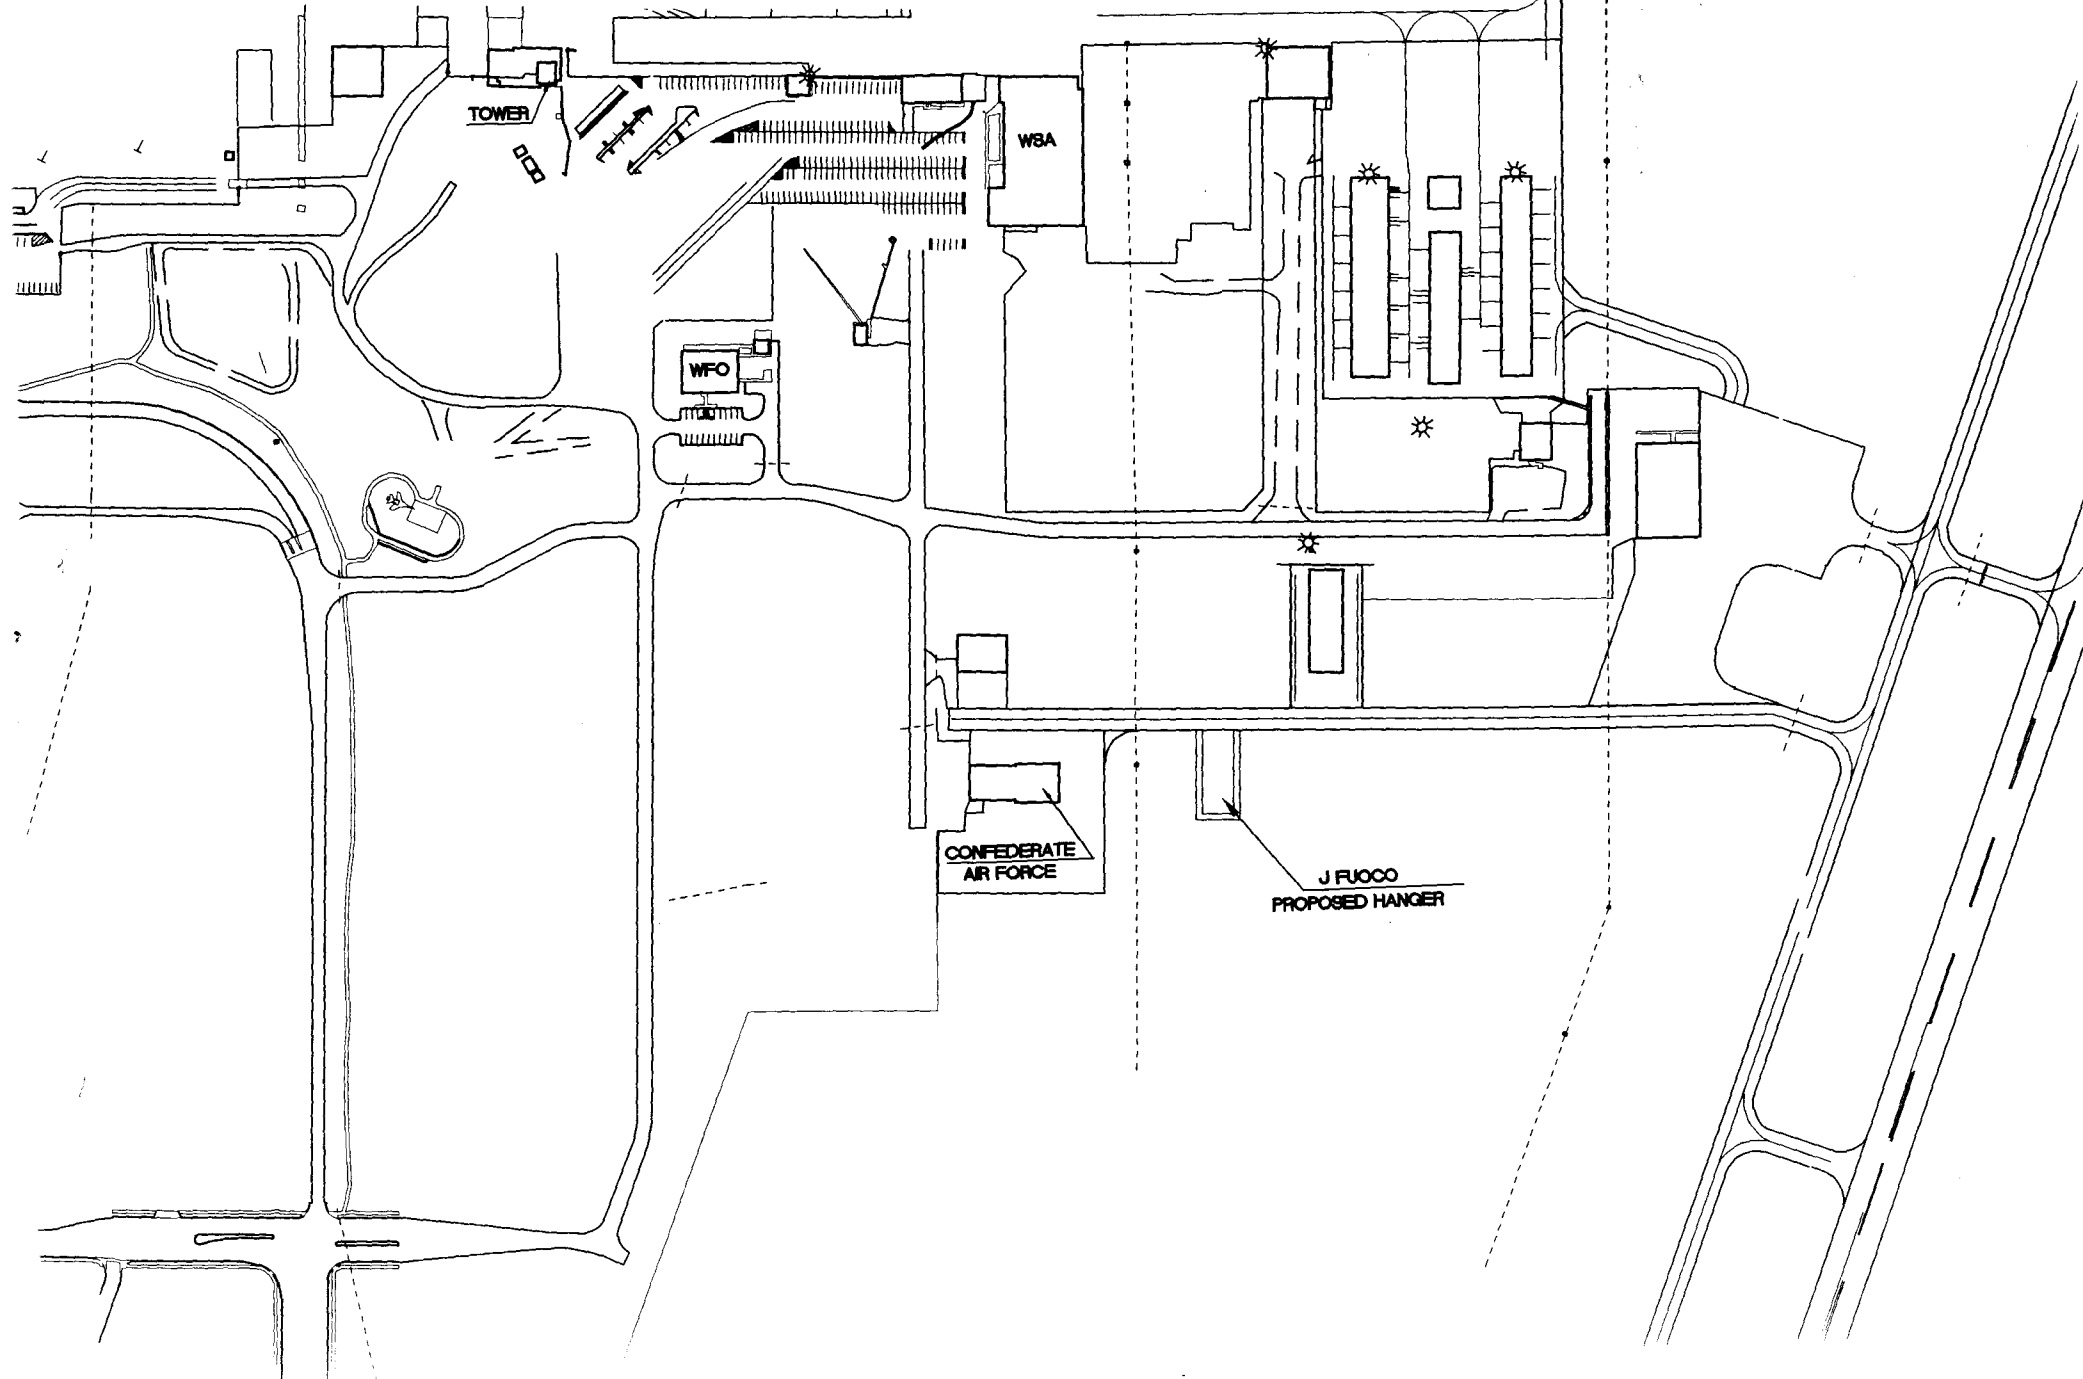 TOWER
WSA
WFO
CONFEDERATE
AIR FORCE
J FUOCO
PROPOSED HANGER